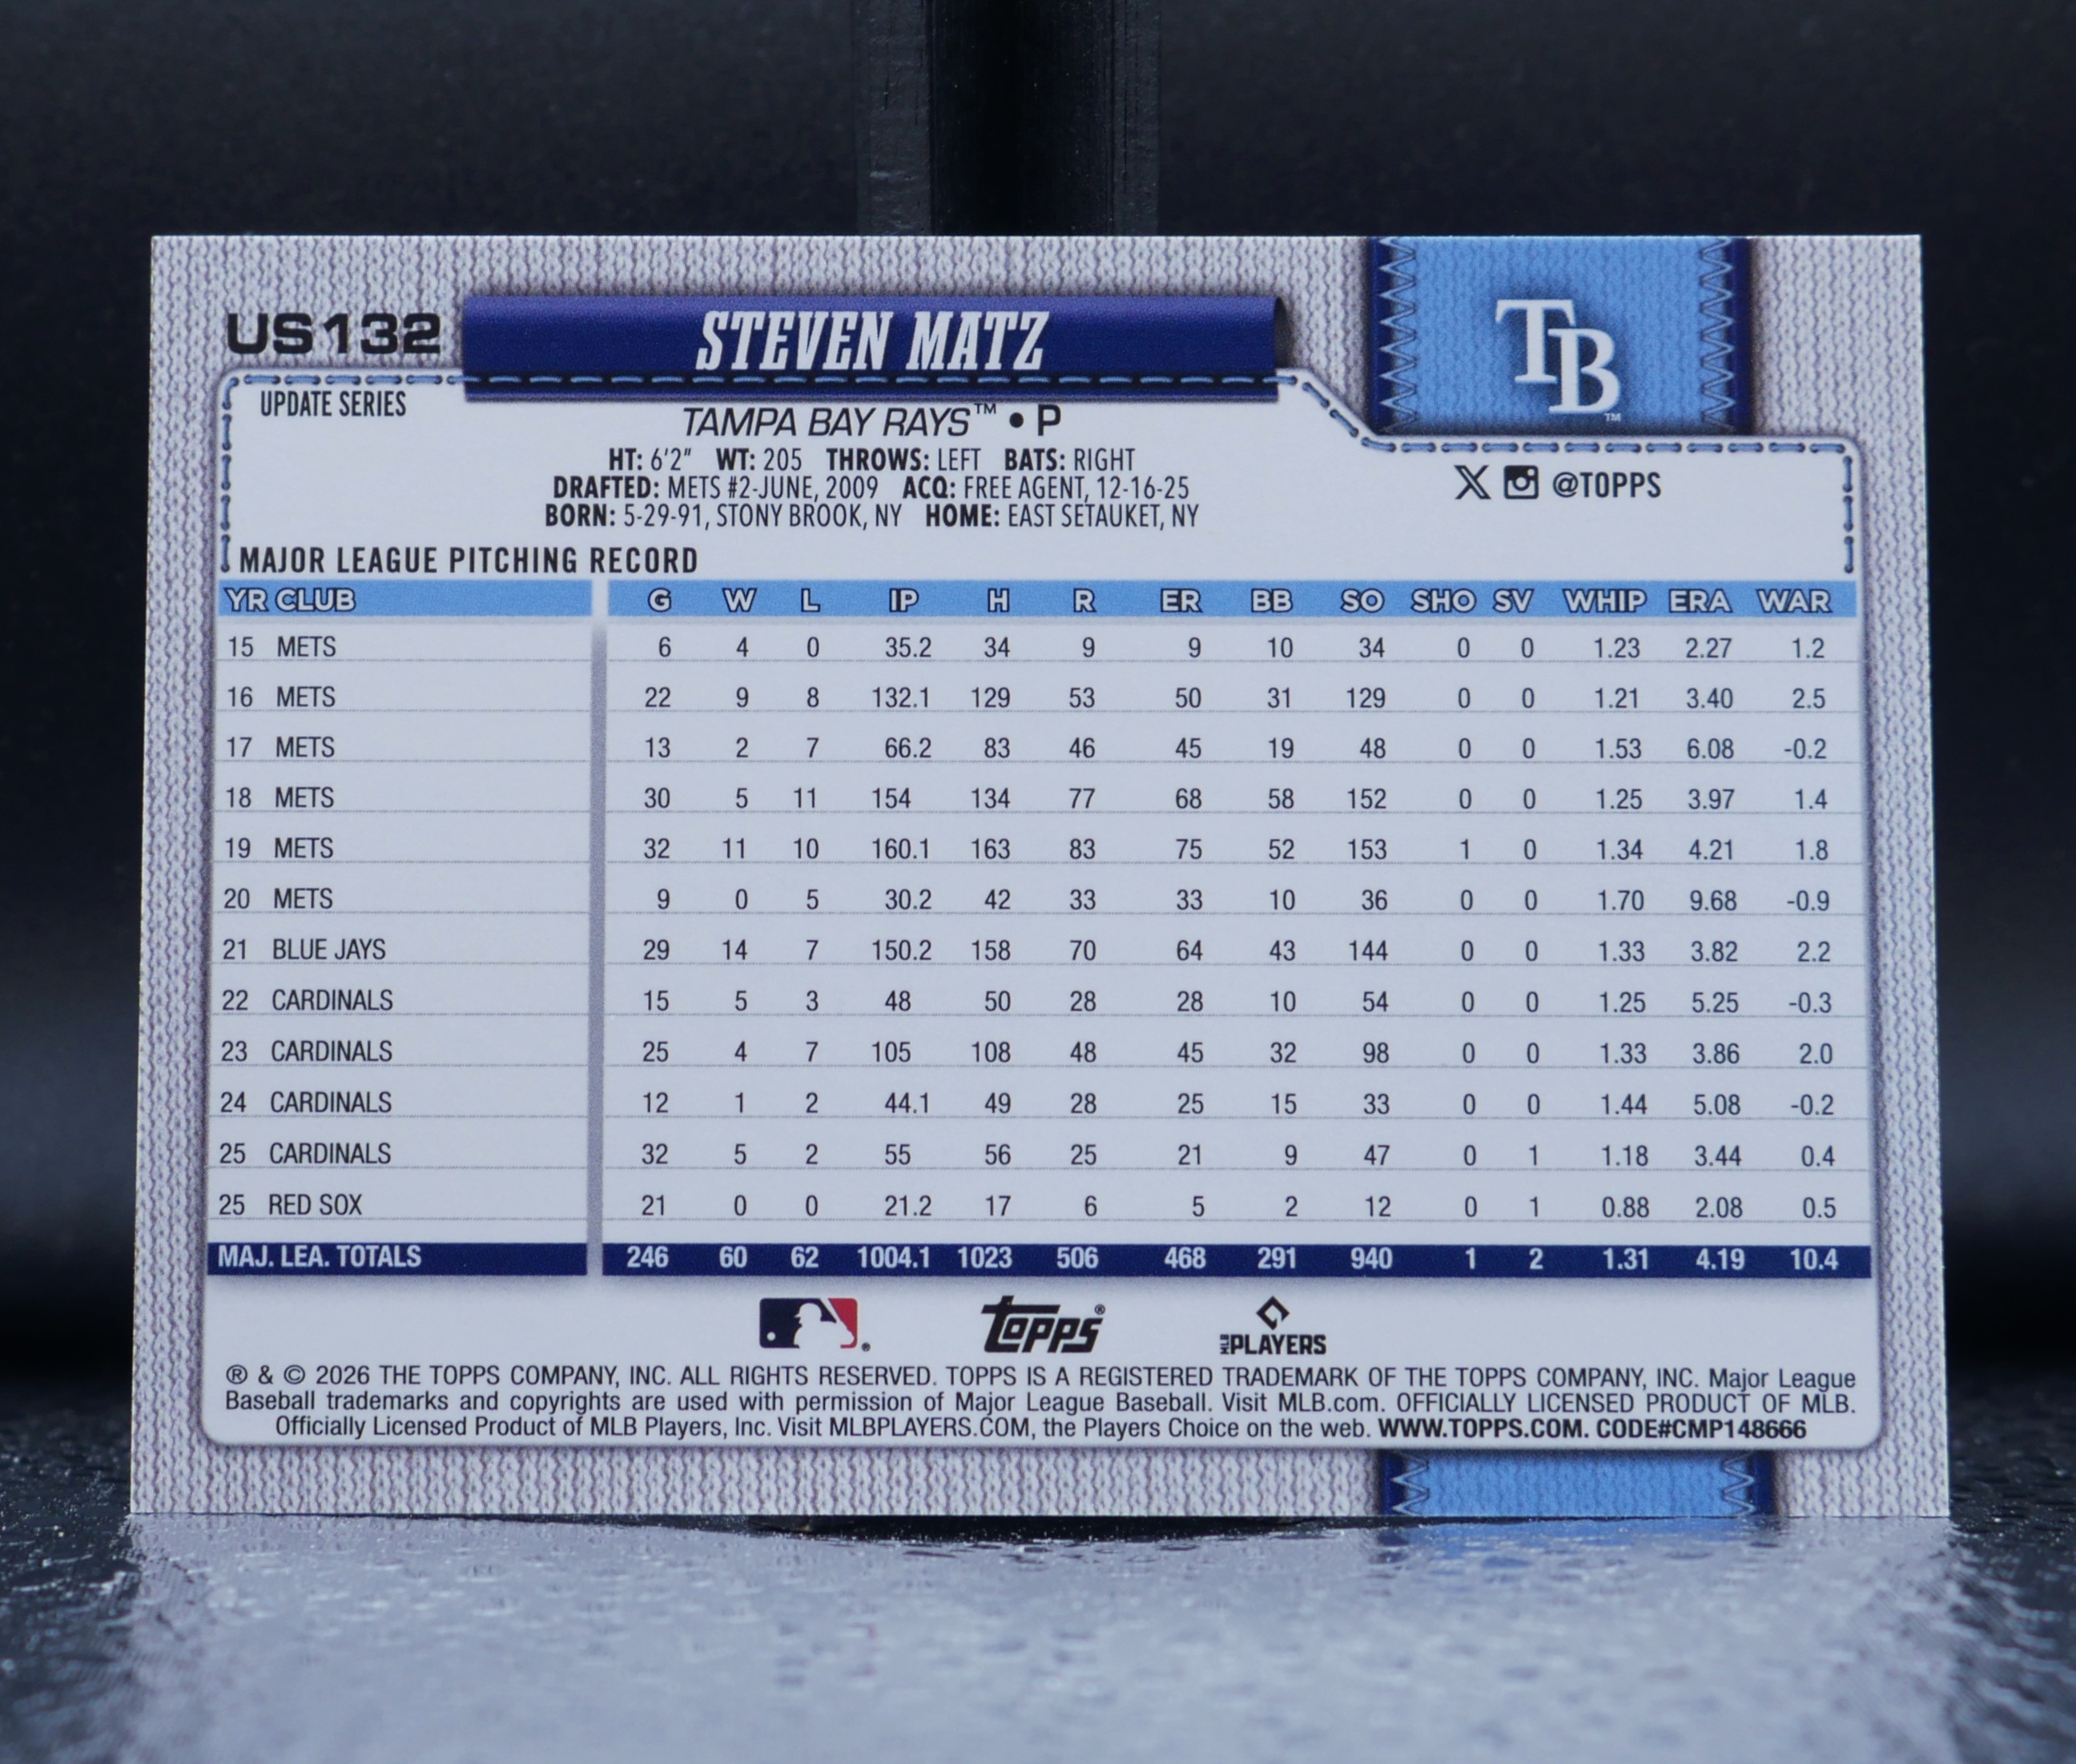 US132
STEVEN MATZ
TB™
UPDATE SERIES
TAMPA BAY RAYS™ • P
HT: 6'2" WT: 205 THROWS: LEFT BATS: RIGHT
DRAFTED: METS #2-JUNE, 2009 ACQ: FREE AGENT, 12-16-25
BORN: 5-29-91, STONY BROOK, NY HOME: EAST SETAUKET, NY
@TOPPS
MAJOR LEAGUE PITCHING RECORD
YR CLUB G W L IP H R ER BB SO SHO SV WHIP ERA WAR
15 METS 6 4 0 35.2 34 9 9 10 34 0 0 1.23 2.27 1.2
16 METS 22 9 8 132.1 129 53 50 31 129 0 0 1.21 3.40 2.5
17 METS 13 2 7 66.2 83 46 45 19 48 0 0 1.53 6.08 -0.2
18 METS 30 5 11 154 134 77 68 58 152 0 0 1.25 3.97 1.4
19 METS 32 11 10 160.1 163 83 75 52 153 1 0 1.34 4.21 1.8
20 METS 9 0 5 30.2 42 33 33 10 36 0 0 1.70 9.68 -0.9
21 BLUE JAYS 29 14 7 150.2 158 70 64 43 144 0 0 1.33 3.82 2.2
22 CARDINALS 15 5 3 48 50 28 28 10 54 0 0 1.25 5.25 -0.3
23 CARDINALS 25 4 7 105 108 48 45 32 98 0 0 1.33 3.86 2.0
24 CARDINALS 12 1 2 44.1 49 28 25 15 33 0 0 1.44 5.08 -0.2
25 CARDINALS 32 5 2 55 56 25 21 9 47 0 1 1.18 3.44 0.4
25 RED SOX 21 0 0 21.2 17 6 5 2 12 0 1 0.88 2.08 0.5
MAJ. LEA. TOTALS 246 60 62 1004.1 1023 506 468 291 940 1 2 1.31 4.19 10.4
® topps® MLB PLAYERS
® & © 2026 THE TOPPS COMPANY, INC. ALL RIGHTS RESERVED. TOPPS IS A REGISTERED TRADEMARK OF THE TOPPS COMPANY, INC. Major League
Baseball trademarks and copyrights are used with permission of Major League Baseball. Visit MLB.com. OFFICIALLY LICENSED PRODUCT OF MLB.
Officially Licensed Product of MLB Players, Inc. Visit MLBPLAYERS.COM, the Players Choice on the web. WWW.TOPPS.COM. CODE#CMP148666